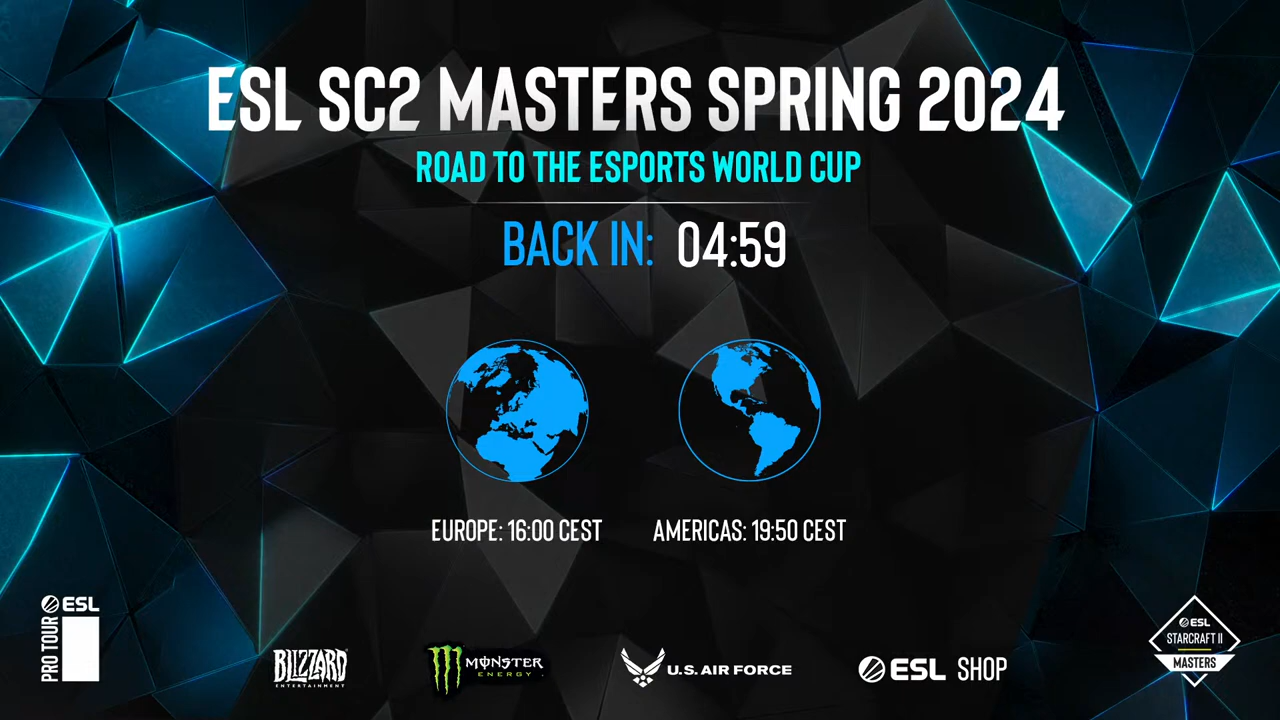 ESL SC2 MASTERS SPRING 2024
ROAD TO THE ESPORTS WORLD CUP
BACK IN: 04:59
EUROPE: 16:00 CEST
AMERICAS: 19:50 CEST
ESL
PRO TOUR
BLIZZARD
ENTERTAINMENT
MONSTER
ENERGY
U.S. AIR FORCE
ESL SHOP
ESL
STARCRAFT II
MASTERS